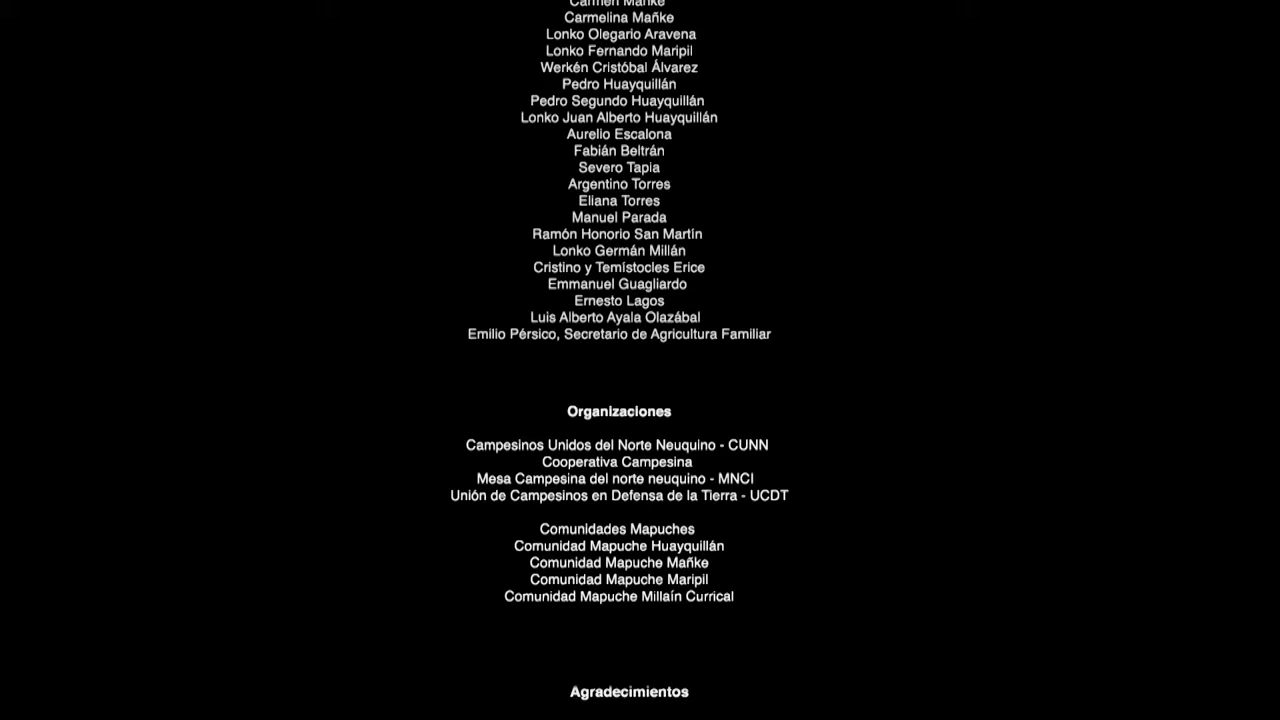 Carmen Mañke
Carmelina Mañke
Lonko Olegario Aravena
Lonko Fernando Maripil
Werkén Cristóbal Álvarez
Pedro Huayquillán
Pedro Segundo Huayquillán
Lonko Juan Alberto Huayquillán
Aurelio Escalona
Fabián Beltrán
Severo Tapia
Argentino Torres
Eliana Torres
Manuel Parada
Ramón Honorio San Martín
Lonko Germán Millán
Cristino y Temístocles Erice
Emmanuel Guagliardo
Ernesto Lagos
Luis Alberto Ayala Olazábal
Emilio Pérsico, Secretario de Agricultura Familiar
Organizaciones
Campesinos Unidos del Norte Neuquino - CUNN
Cooperativa Campesina
Mesa Campesina del norte neuquino - MNCI
Unión de Campesinos en Defensa de la Tierra - UCDT
Comunidades Mapuches
Comunidad Mapuche Huayquillán
Comunidad Mapuche Mañke
Comunidad Mapuche Maripil
Comunidad Mapuche Millaín Currical
Agradecimientos